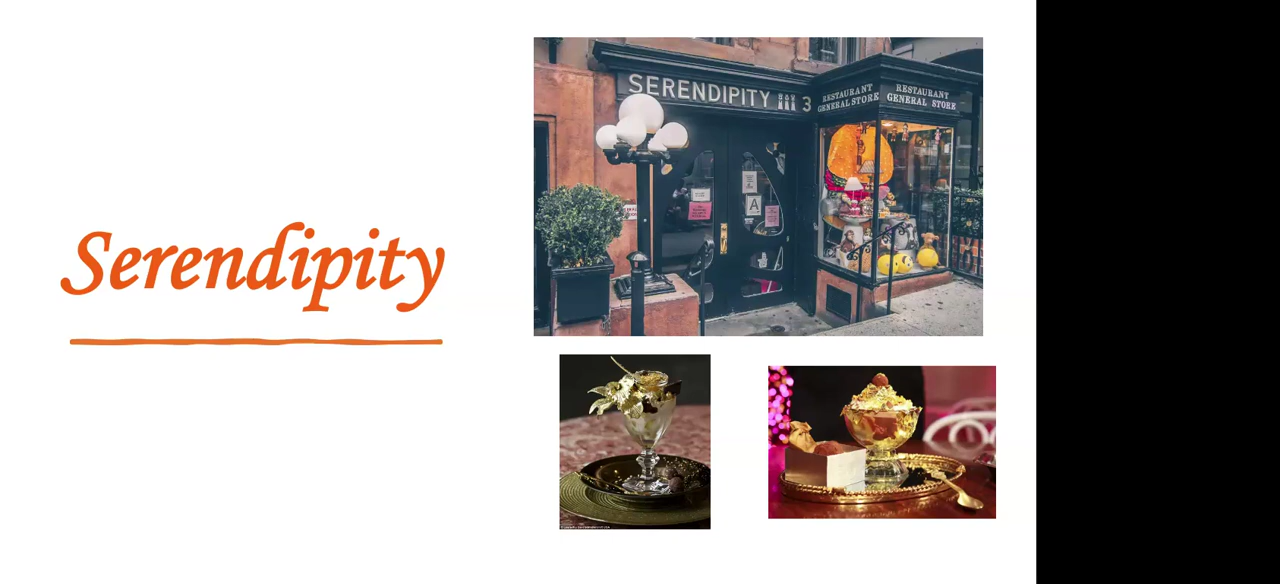 Serendipity
SERENDIPITY 3
RESTAURANT
GENERAL STORE
RESTAURANT
GENERAL STORE
A